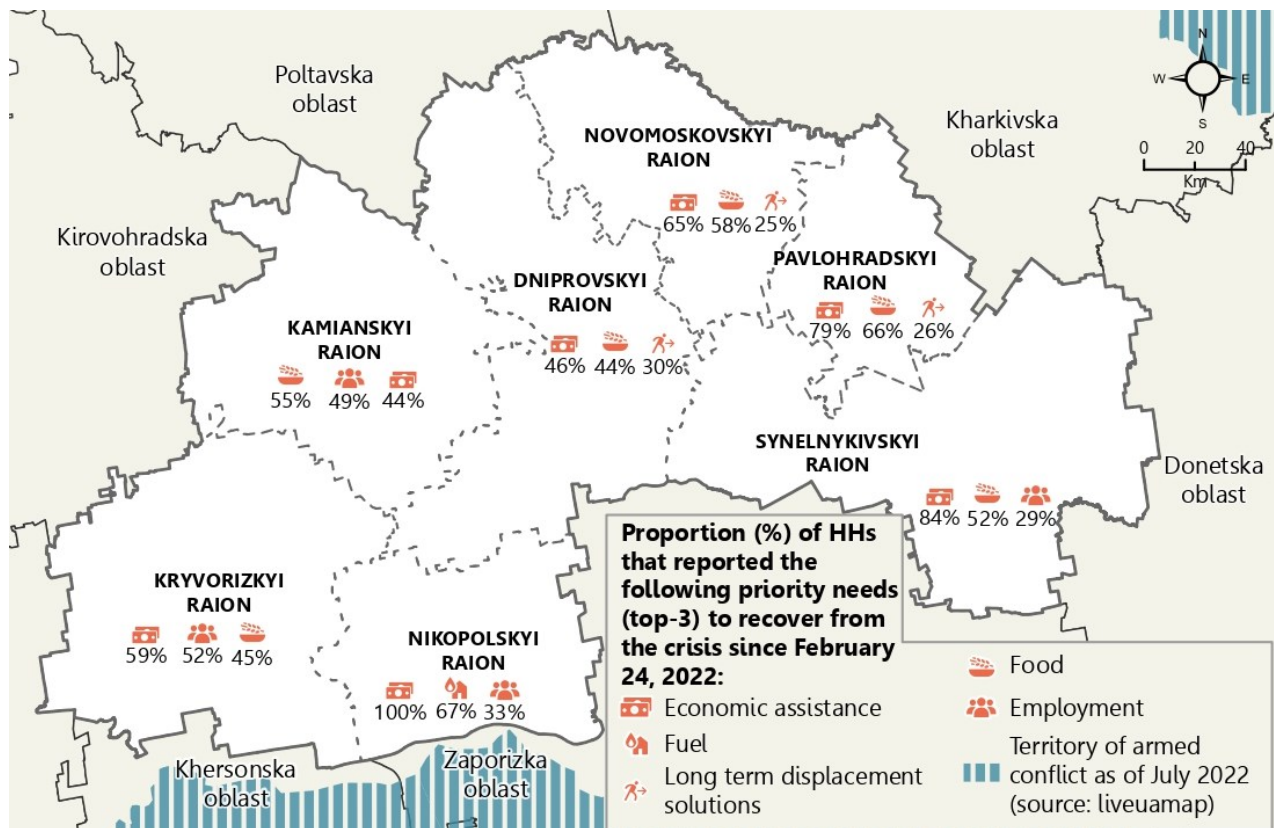 Poltavska
oblast
Kharkivska
oblast
N
W
E
S
0 20 40
Km
NOVOMOSKOVSKYI
RAION
65% 58% 25%
Kirovohradska
oblast
PAVLOHRADSKYI
RAION
79% 66% 26%
DNIPROVSKYI
RAION
46% 44% 30%
KAMIANSKYI
RAION
55% 49% 44%
SYNELNYKIVSKYI
RAION
84% 52% 29%
Donetska
oblast
KRYVORIZKYI
RAION
59% 52% 45%
NIKOPOLSKYI
RAION
100% 67% 33%
Khersonska
oblast
Zaporizka
oblast
Proportion (%) of HHs
that reported the
following priority needs
(top-3) to recover from
the crisis since February
24, 2022:
Economic assistance
Fuel
Long term displacement
solutions
Food
Employment
Territory of armed
conflict as of July 2022
(source: liveuamap)